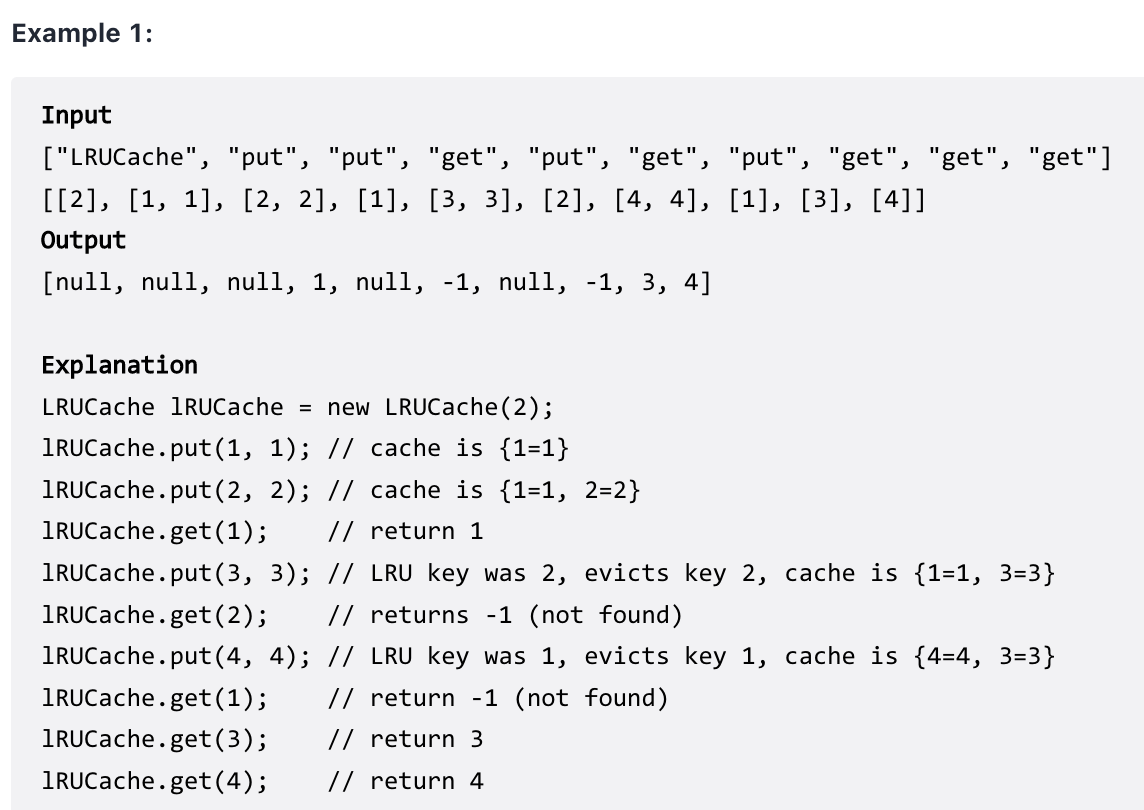 Example 1:
Input
["LRUCache", "put", "put", "get", "put", "get", "put", "get", "get", "get"]
[[2], [1, 1], [2, 2], [1], [3, 3], [2], [4, 4], [1], [3], [4]]
Output
[null, null, null, 1, null, -1, null, -1, 3, 4]
Explanation
LRUCache lRUCache = new LRUCache(2);
lRUCache.put(1, 1); // cache is {1=1}
lRUCache.put(2, 2); // cache is {1=1, 2=2}
lRUCache.get(1);    // return 1
lRUCache.put(3, 3); // LRU key was 2, evicts key 2, cache is {1=1, 3=3}
lRUCache.get(2);    // returns -1 (not found)
lRUCache.put(4, 4); // LRU key was 1, evicts key 1, cache is {4=4, 3=3}
lRUCache.get(1);    // return -1 (not found)
lRUCache.get(3);    // return 3
lRUCache.get(4);    // return 4